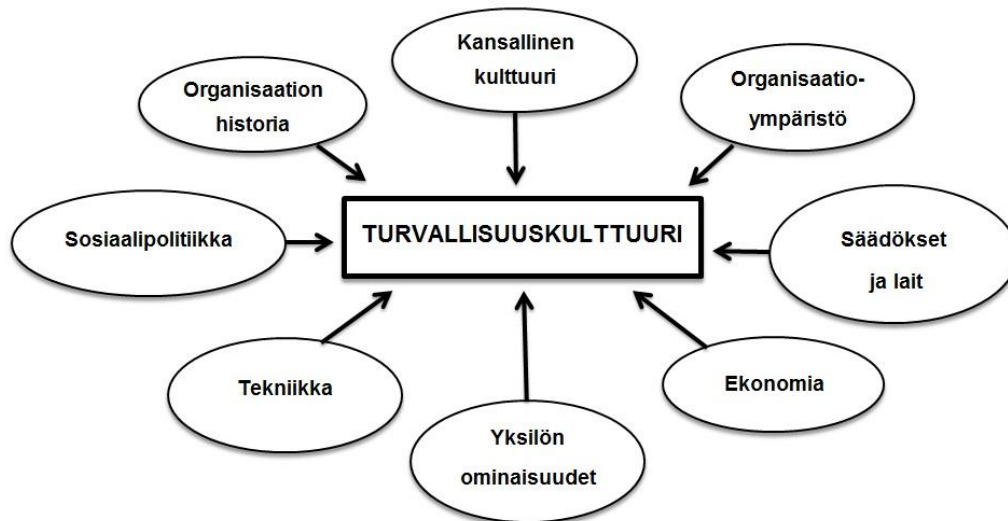 Kansallinen
kulttuuri
Organisaation
historia
Organisaatio-
ympäristö
Sosiaalipolitiikka
TURVALLISUUSKULTTUURI
Säädökset
ja lait
Tekniikka
Ekonomia
Yksilön
ominaisuudet